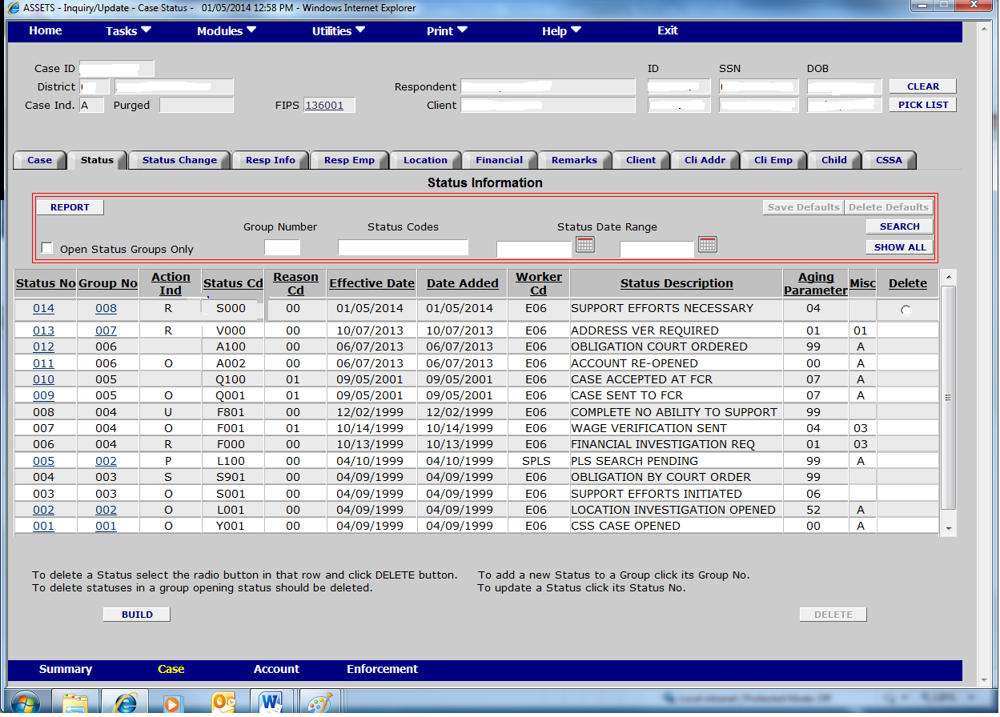 ASSETS - Inquiry/Update - Case Status - 01/05/2014 12:58 PM - Windows Internet Explorer
Home Tasks Modules Utilities Print Help Exit
Case ID ID SSN DOB
District Respondent CLEAR
Case Ind. A Purged FIPS 136001 Client PICK LIST
Case Status Status Change Resp Info Resp Emp Location Financial Remarks Client Cli Addr Cli Emp Child CSSA
Status Information
REPORT Save Defaults Delete Defaults
Group Number Status Codes Status Date Range SEARCH
Open Status Groups Only SHOW ALL
Status No Group No Action Ind Status Cd Reason Cd Effective Date Date Added Worker Cd Status Description Aging Parameter Misc Delete
014 008 R S000 00 01/05/2014 01/05/2014 E06 SUPPORT EFFORTS NECESSARY 04
013 007 R V000 00 10/07/2013 10/07/2013 E06 ADDRESS VER REQUIRED 01 01
012 006 A100 00 06/07/2013 06/07/2013 E06 OBLIGATION COURT ORDERED 99 A
011 006 O A002 00 06/07/2013 06/07/2013 E06 ACCOUNT RE-OPENED 00 A
010 005 Q100 01 09/05/2001 09/05/2001 E06 CASE ACCEPTED AT FCR 07 A
009 005 O Q001 01 09/05/2001 09/05/2001 E06 CASE SENT TO FCR 07 A
008 004 U F801 00 12/02/1999 12/02/1999 E06 COMPLETE NO ABILITY TO SUPPORT 99
007 004 O F001 01 10/14/1999 10/14/1999 E06 WAGE VERIFICATION SENT 04 03
006 004 R F000 00 10/13/1999 10/13/1999 E06 FINANCIAL INVESTIGATION REQ 01 03
005 002 P L100 00 04/10/1999 04/10/1999 SPLS PLS SEARCH PENDING 99 A
004 003 S S901 00 04/09/1999 04/09/1999 E06 OBLIGATION BY COURT ORDER 99
003 003 O S001 00 04/09/1999 04/09/1999 E06 SUPPORT EFFORTS INITIATED 06
002 002 O L001 00 04/09/1999 04/09/1999 E06 LOCATION INVESTIGATION OPENED 52 A
001 001 O Y001 00 04/09/1999 04/09/1999 E06 CSS CASE OPENED 00 A
To delete a Status select the radio button in that row and click DELETE button. To add a new Status to a Group click its Group No.
To delete statuses in a group opening status should be deleted. To update a Status click its Status No.
BUILD DELETE
Summary Case Account Enforcement